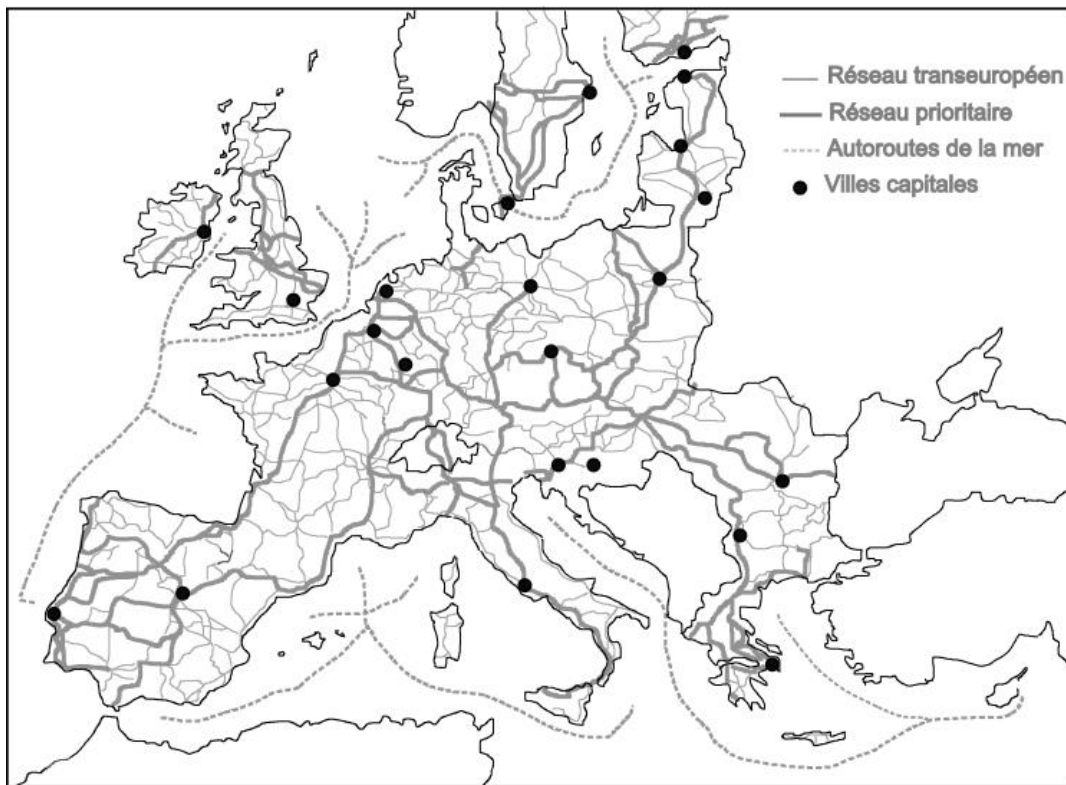 Réseau transeuropéen
Réseau prioritaire
Autoroutes de la mer
Villes capitales